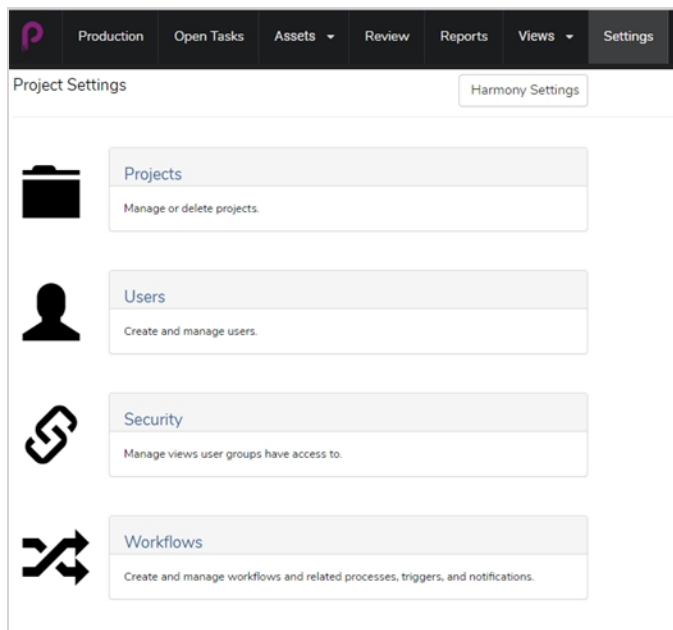 Production Open Tasks Assets Review Reports Views Settings
Project Settings Harmony Settings
Projects
Manage or delete projects.
Users
Create and manage users.
Security
Manage views user groups have access to.
Workflows
Create and manage workflows and related processes, triggers, and notifications.